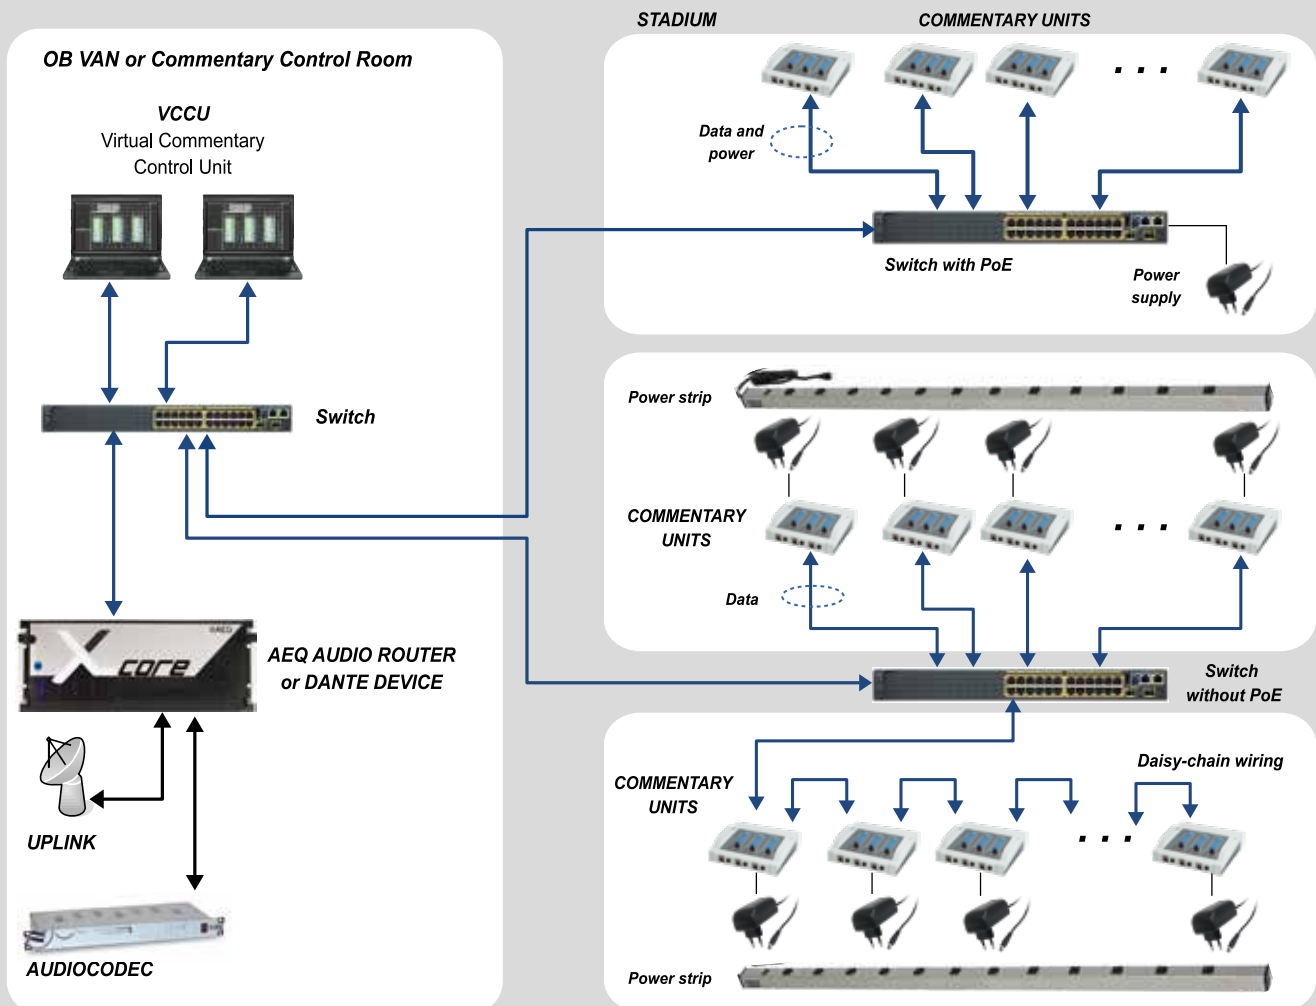 STADIUM
COMMENTARY UNITS
OB VAN or Commentary Control Room
VCCU
Virtual Commentary
Control Unit
Data and
power
Switch with PoE
Power
supply
Switch
Power strip
COMMENTARY
UNITS
Data
Xcore
AEQ
AEQ AUDIO ROUTER
or DANTE DEVICE
Switch
without PoE
UPLINK
COMMENTARY
UNITS
Daisy-chain wiring
AUDIOCODEC
Power strip